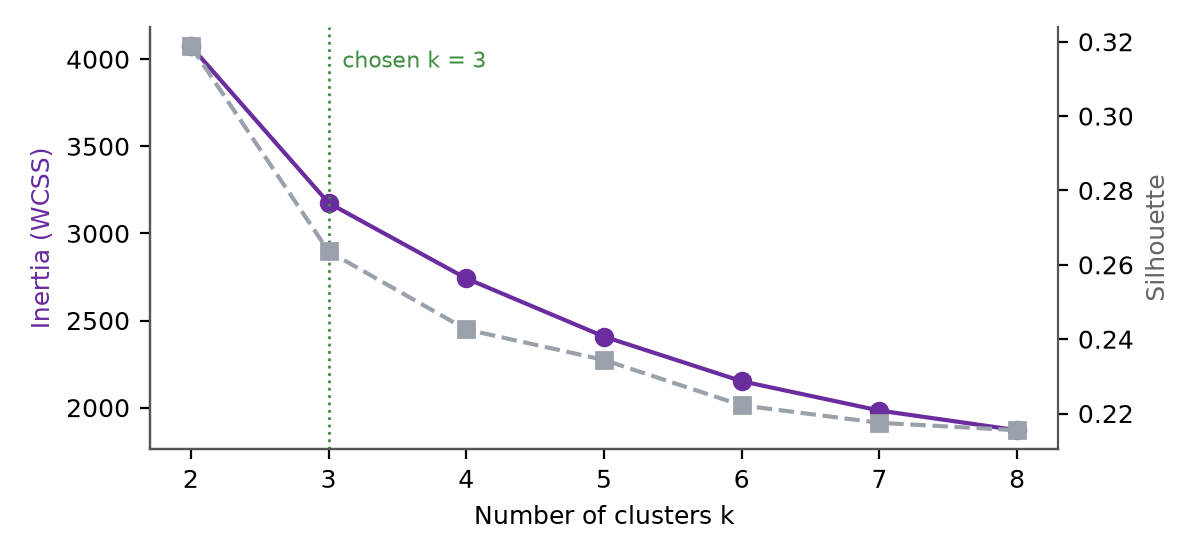 chosen k = 3
Inertia (WCSS)
4000
3500
3000
2500
2000
0.32
0.30
0.28
0.26
0.24
0.22
Silhouette
2 3 4 5 6 7 8
Number of clusters k